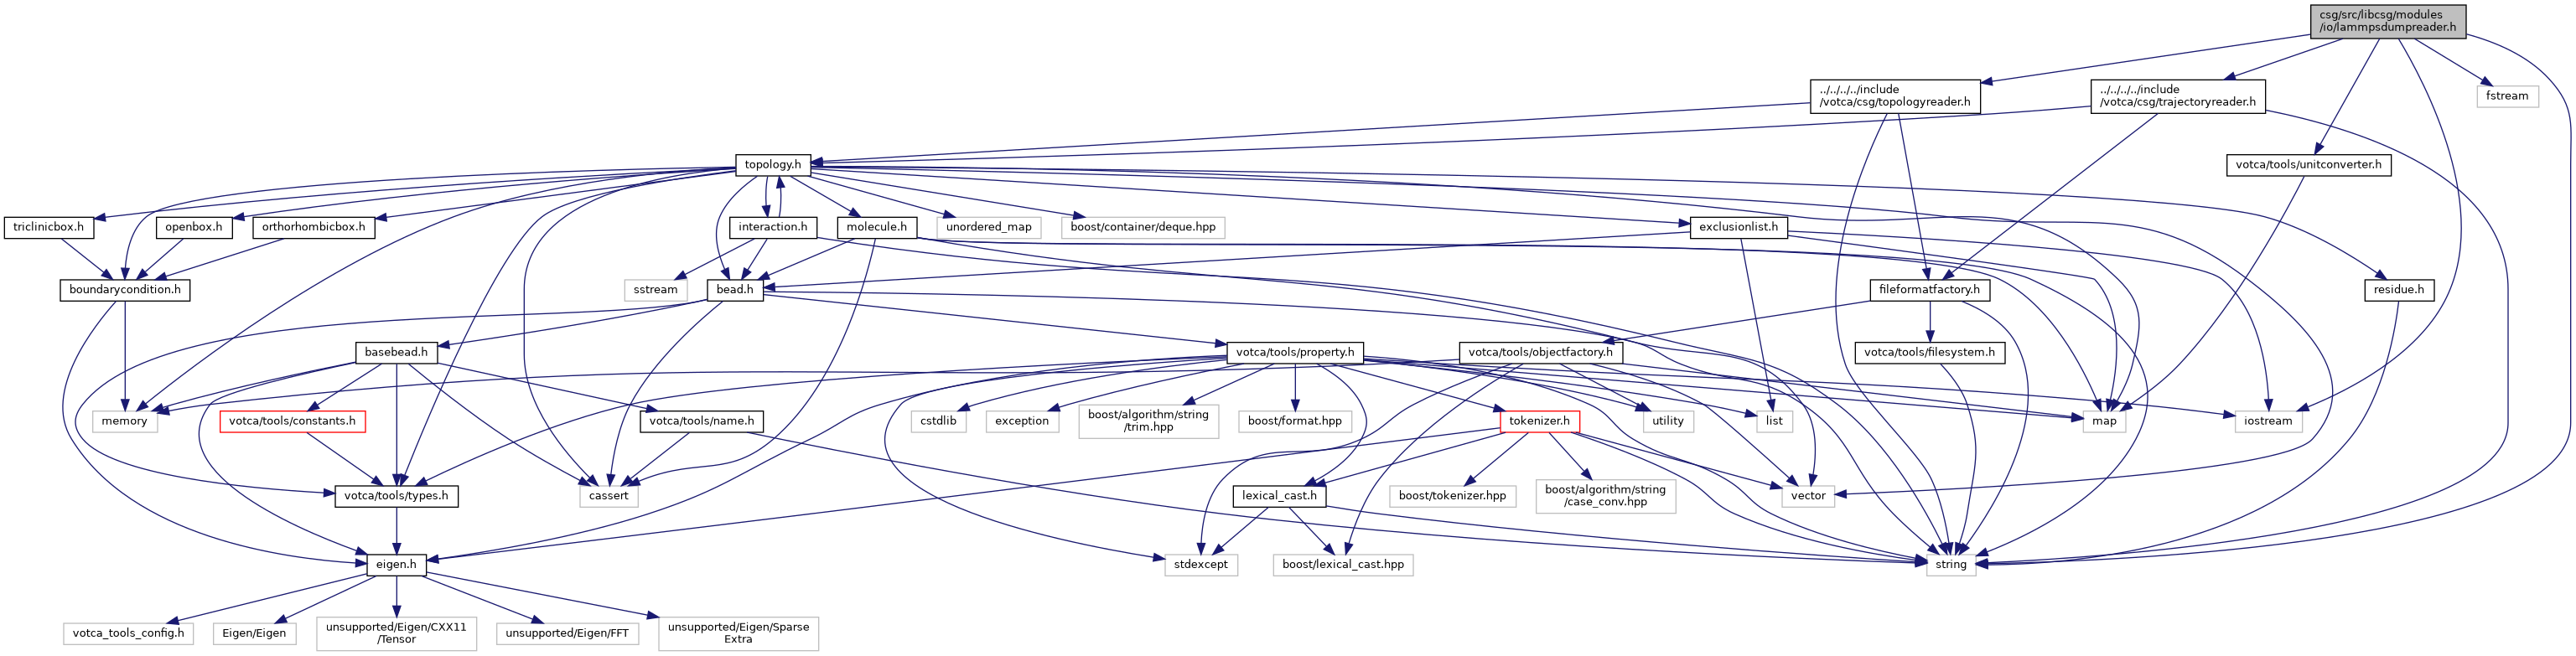 csg/src/libcsg/modules
/io/lammpsdumpreader.h
../../../../include
/votca/csg/topologyreader.h
../../../../include
/votca/csg/trajectoryreader.h
fstream
topology.h
votca/tools/unitconverter.h
triclinicbox.h
openbox.h
orthorhombicbox.h
interaction.h
molecule.h
unordered_map
boost/container/deque.hpp
exclusionlist.h
boundarycondition.h
sstream
bead.h
fileformatfactory.h
residue.h
basebead.h
votca/tools/property.h
votca/tools/objectfactory.h
votca/tools/filesystem.h
memory
votca/tools/constants.h
votca/tools/name.h
cstdlib
exception
boost/algorithm/string
/trim.hpp
boost/format.hpp
tokenizer.h
utility
list
map
iostream
votca/tools/types.h
cassert
lexical_cast.h
boost/tokenizer.hpp
boost/algorithm/string
/case_conv.hpp
vector
eigen.h
stdexcept
boost/lexical_cast.hpp
string
votca_tools_config.h
Eigen/Eigen
unsupported/Eigen/CXX11
/Tensor
unsupported/Eigen/FFT
unsupported/Eigen/Sparse
Extra